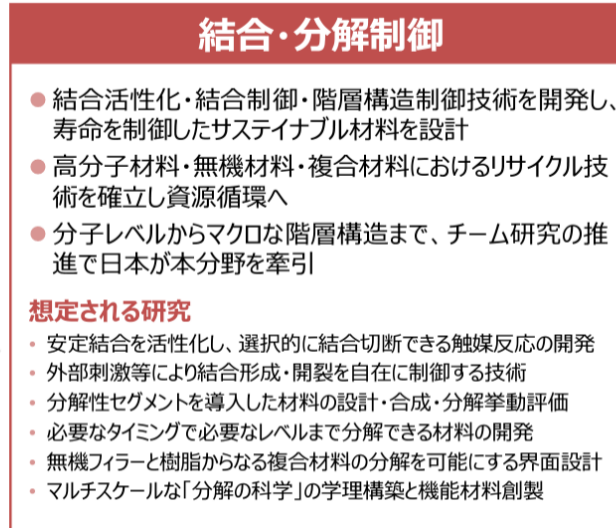 結合・分解制御
● 結合活性化・結合制御・階層構造制御技術を開発し、
寿命を制御したサステイナブル材料を設計
● 高分子材料・無機材料・複合材料におけるリサイクル技
術を確立し資源循環へ
● 分子レベルからマクロな階層構造まで、チーム研究の推
進で日本が本分野を牽引
想定される研究
• 安定結合を活性化し、選択的に結合切断できる触媒反応の開発
• 外部刺激等により結合形成・開裂を自在に制御する技術
• 分解性セグメントを導入した材料の設計・合成・分解挙動評価
• 必要なタイミングで必要なレベルまで分解できる材料の開発
• 無機フィラーと樹脂からなる複合材料の分解を可能にする界面設計
• マルチスケールな「分解の科学」の学理構築と機能材料創製